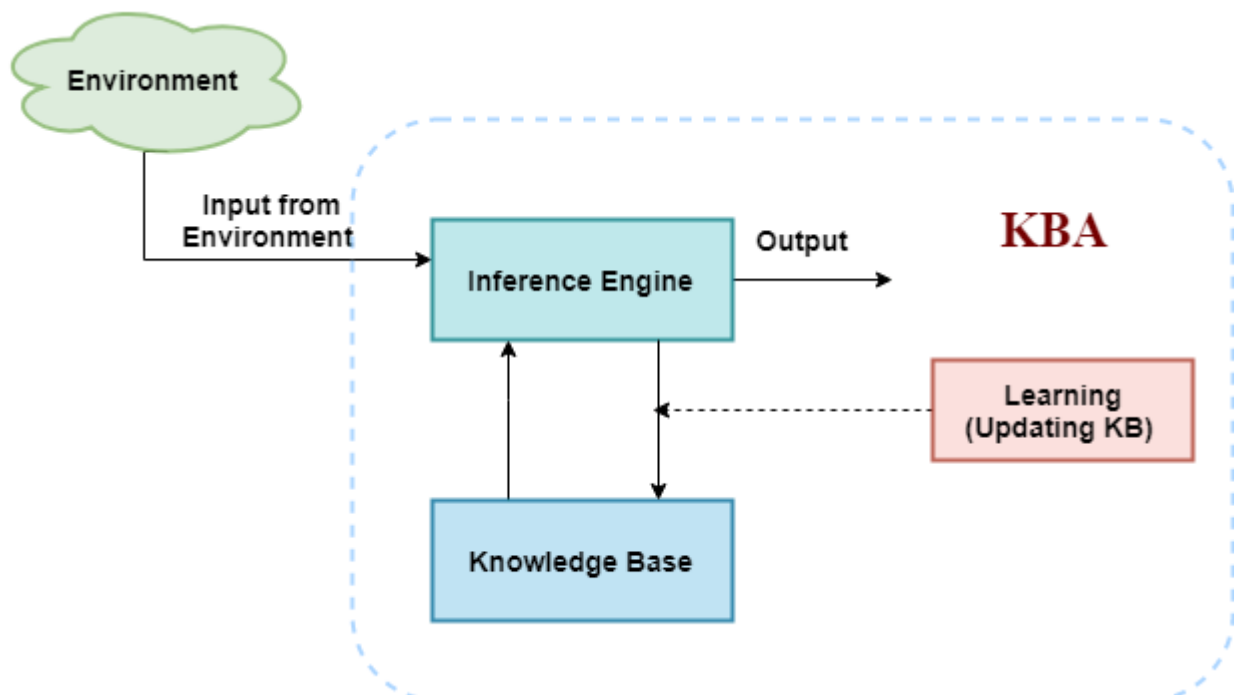 Environment
Input from
Environment
Inference Engine
Output
KBA
Learning
(Updating KB)
Knowledge Base